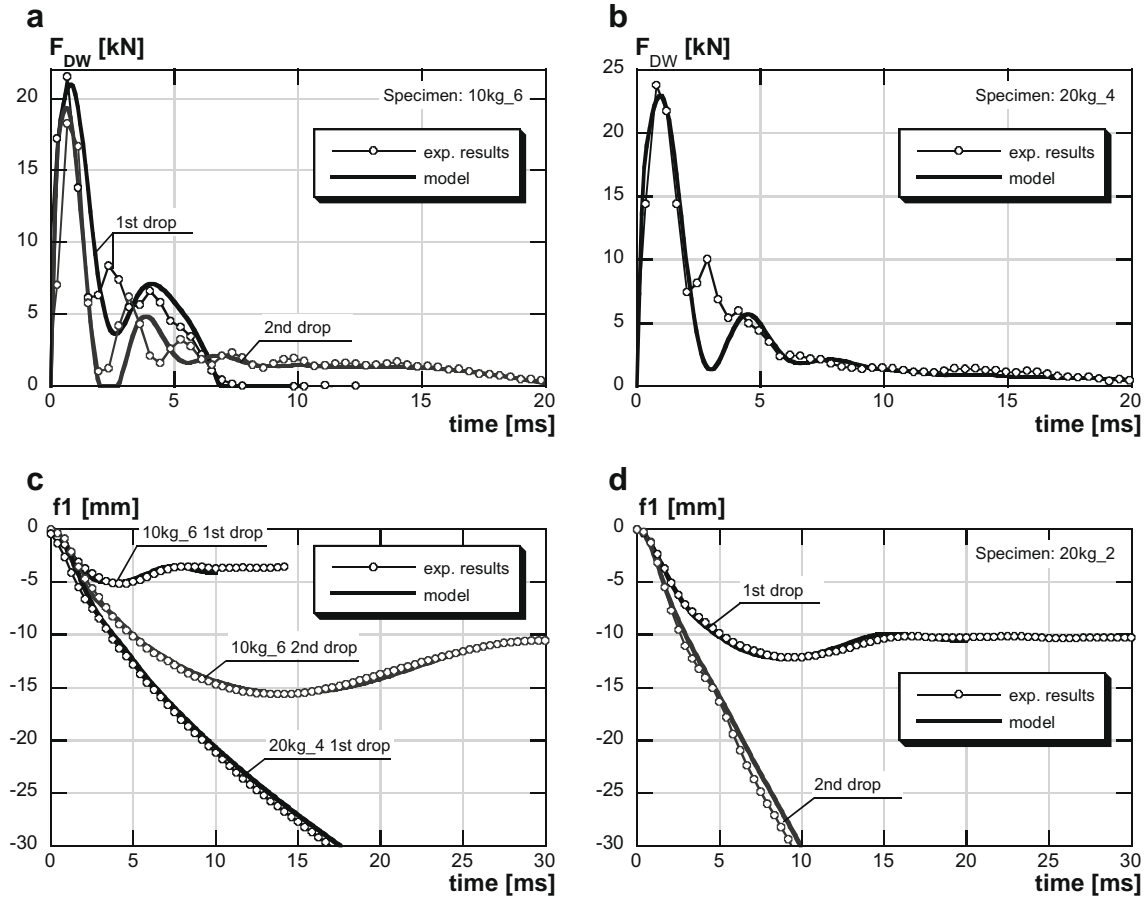 a
F_DW [kN]
20
15
10
5
0
0 5 10 15 20
time [ms]
Specimen: 10kg_6
exp. results
model
1st drop
2nd drop
b
F_DW [kN]
25
20
15
10
5
0
0 5 10 15 20
time [ms]
Specimen: 20kg_4
exp. results
model
c
f1 [mm]
0
-5
-10
-15
-20
-25
-30
0 5 10 15 20 25 30
time [ms]
10kg_6 1st drop
exp. results
model
10kg_6 2nd drop
20kg_4 1st drop
d
f1 [mm]
0
-5
-10
-15
-20
-25
-30
0 5 10 15 20 25 30
time [ms]
Specimen: 20kg_2
1st drop
exp. results
model
2nd drop